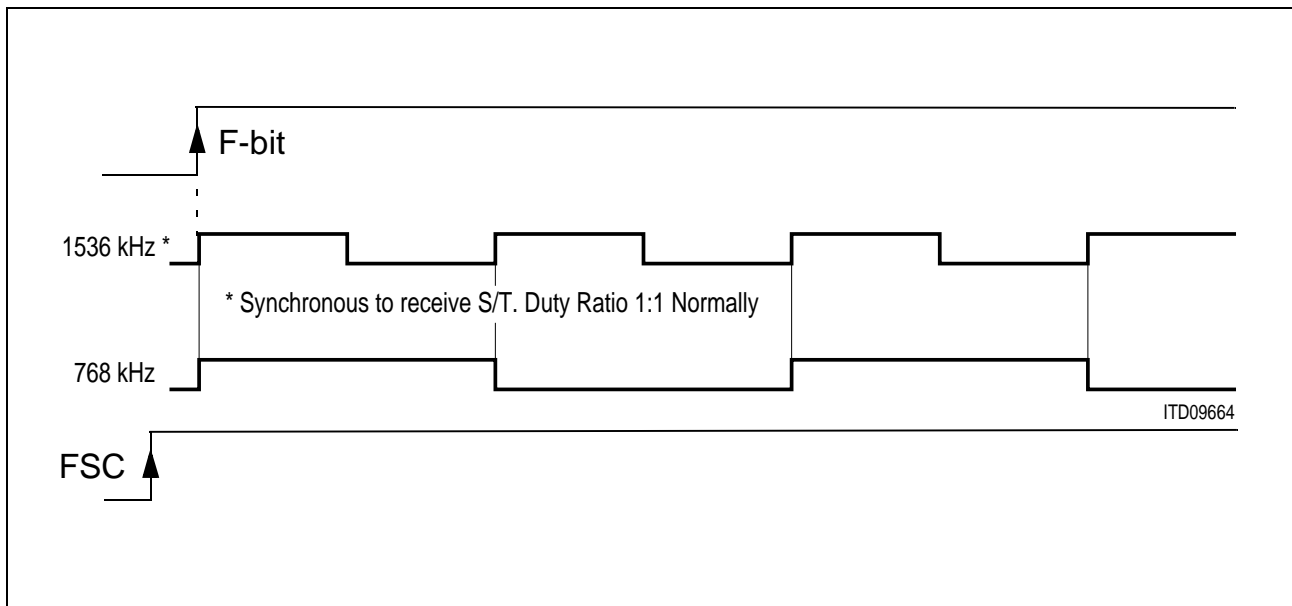 F-bit
1536 kHz *
* Synchronous to receive S/T. Duty Ratio 1:1 Normally
768 kHz
ITD09664
FSC